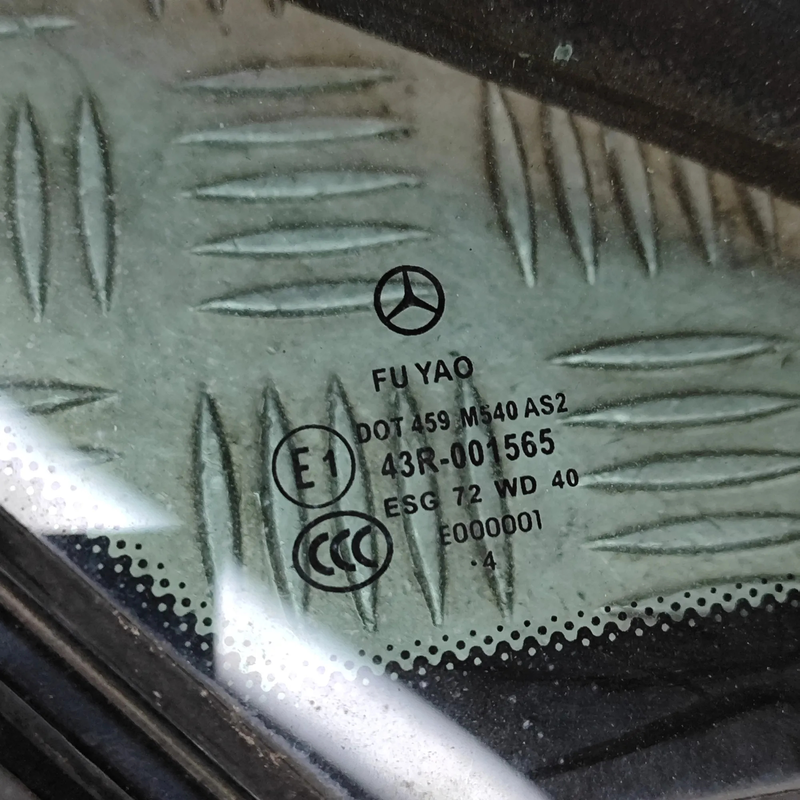 FU YAO
DOT 459 M540 AS2
E1 43R-001565
ESG 72 WD 40
CCC E000001
·4